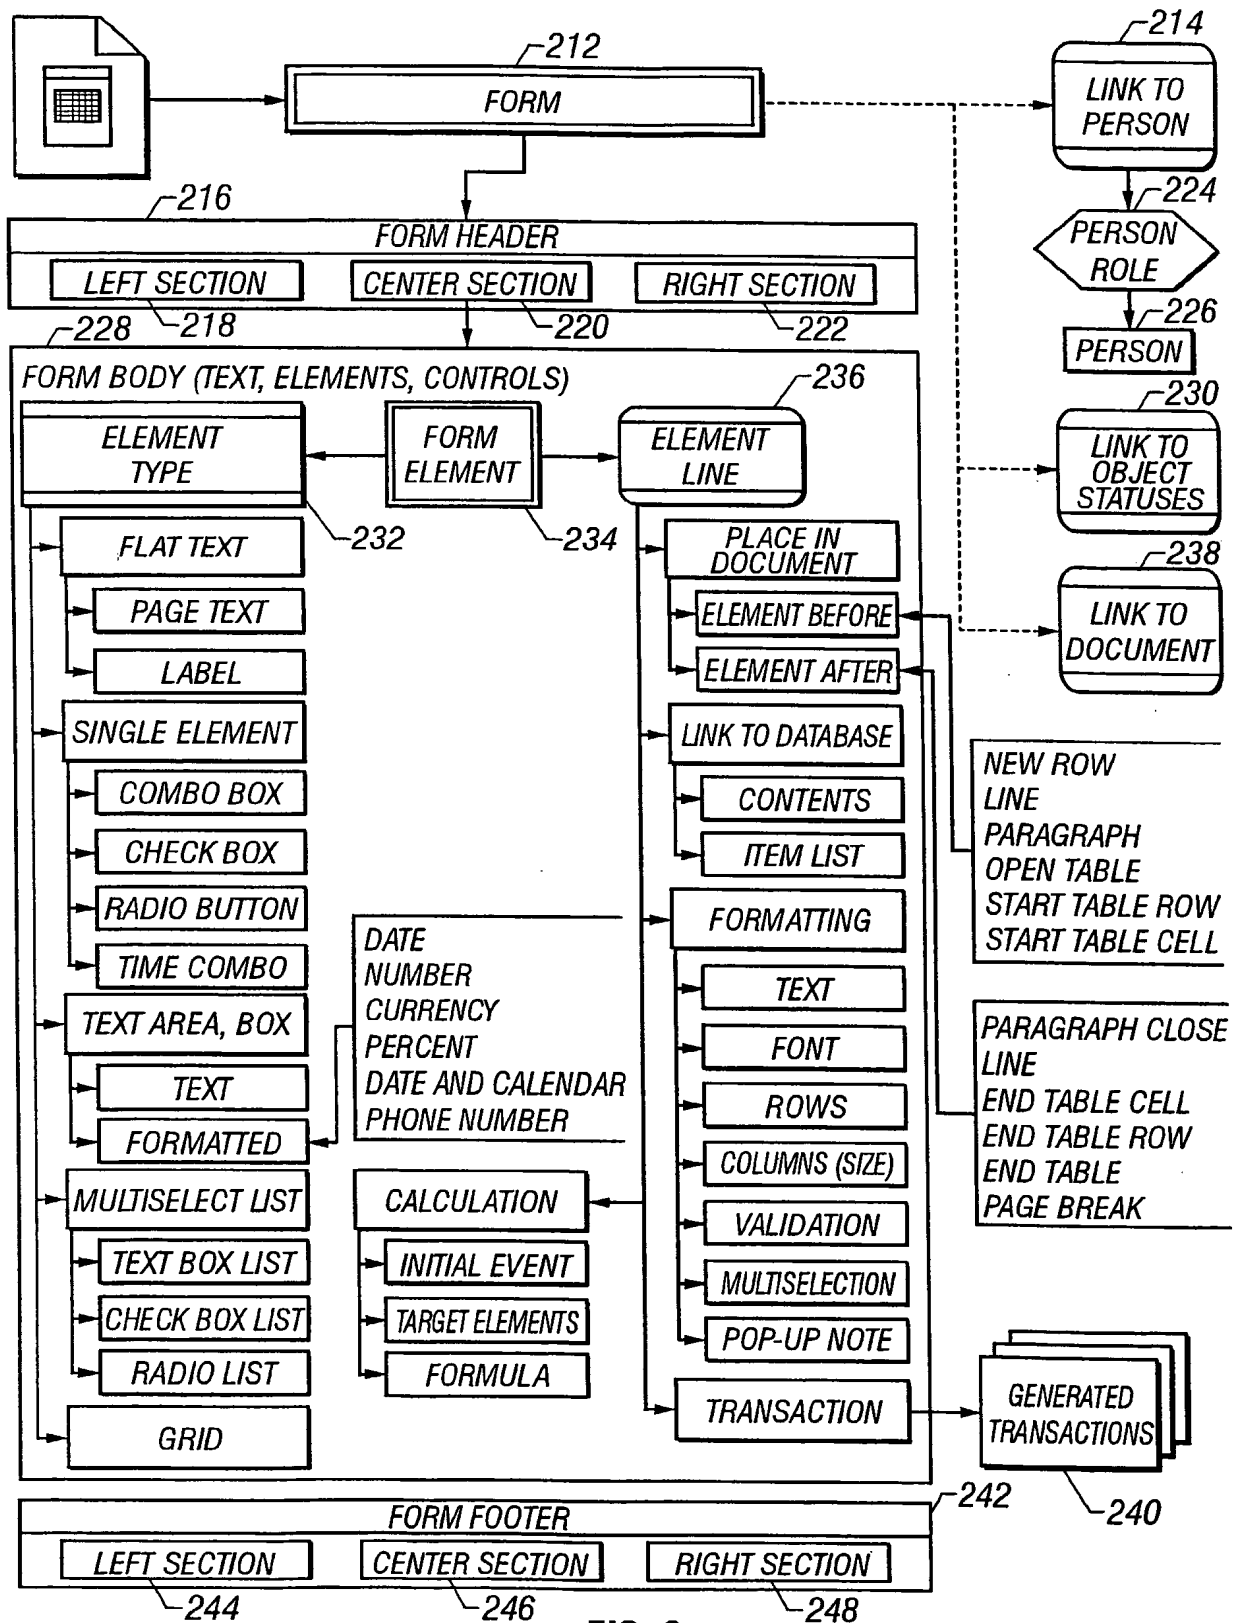 212
FORM
214
LINK TO
PERSON
216
FORM HEADER
LEFT SECTION
CENTER SECTION
RIGHT SECTION
218
220
222
224
PERSON
ROLE
226
PERSON
228
FORM BODY (TEXT, ELEMENTS, CONTROLS)
ELEMENT
TYPE
232
FORM
ELEMENT
234
236
ELEMENT
LINE
230
LINK TO
OBJECT
STATUSES
238
LINK TO
DOCUMENT
FLAT TEXT
PAGE TEXT
LABEL
SINGLE ELEMENT
COMBO BOX
CHECK BOX
RADIO BUTTON
TIME COMBO
TEXT AREA, BOX
TEXT
FORMATTED
MULTISELECT LIST
TEXT BOX LIST
CHECK BOX LIST
RADIO LIST
GRID
DATE
NUMBER
CURRENCY
PERCENT
DATE AND CALENDAR
PHONE NUMBER
CALCULATION
INITIAL EVENT
TARGET ELEMENTS
FORMULA
PLACE IN
DOCUMENT
ELEMENT BEFORE
ELEMENT AFTER
LINK TO DATABASE
CONTENTS
ITEM LIST
FORMATTING
TEXT
FONT
ROWS
COLUMNS (SIZE)
VALIDATION
MULTISELECTION
POP-UP NOTE
TRANSACTION
NEW ROW
LINE
PARAGRAPH
OPEN TABLE
START TABLE ROW
START TABLE CELL
PARAGRAPH CLOSE
LINE
END TABLE CELL
END TABLE ROW
END TABLE
PAGE BREAK
GENERATED
TRANSACTIONS
240
242
FORM FOOTER
LEFT SECTION
CENTER SECTION
RIGHT SECTION
244
246
248